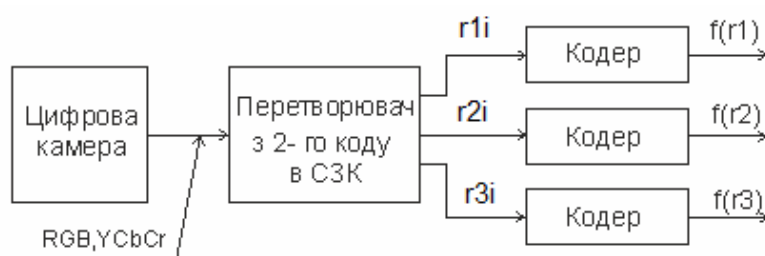 Цифрова
камера
RGB,YCbCr
Перетворювач
з 2- го коду
в СЗК
r1i
Кодер
f(r1)
r2i
Кодер
f(r2)
r3i
Кодер
f(r3)